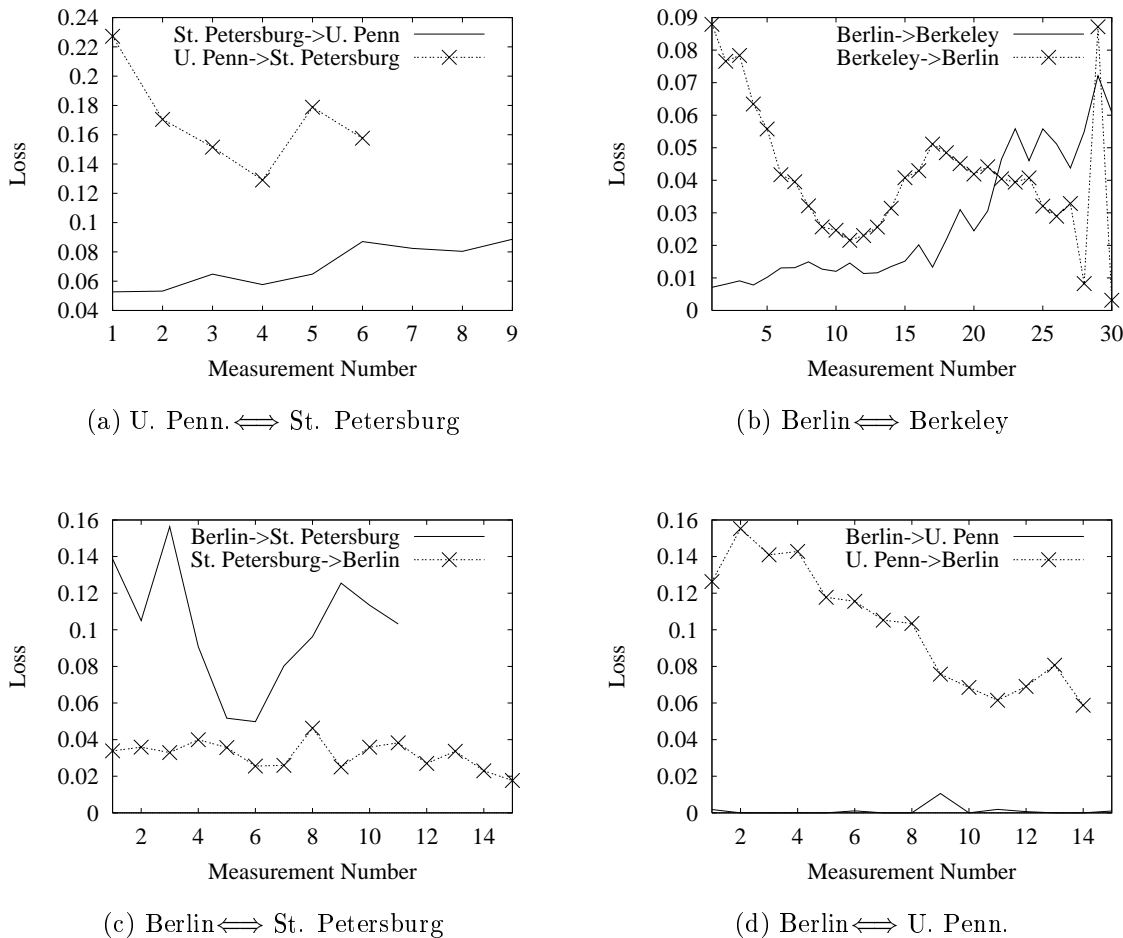 0.24
0.22
0.2
0.18
0.16
0.14
0.12
0.1
0.08
0.06
0.04
Loss
St. Petersburg->U. Penn
U. Penn->St. Petersburg
1 2 3 4 5 6 7 8 9
Measurement Number
(a) U. Penn. ⟺ St. Petersburg
0.09
0.08
0.07
0.06
0.05
0.04
0.03
0.02
0.01
0
Loss
Berlin->Berkeley
Berkeley->Berlin
5 10 15 20 25 30
Measurement Number
(b) Berlin ⟺ Berkeley
0.16
0.14
0.12
0.1
0.08
0.06
0.04
0.02
0
Loss
Berlin->St. Petersburg
St. Petersburg->Berlin
2 4 6 8 10 12 14
Measurement Number
(c) Berlin ⟺ St. Petersburg
0.16
0.14
0.12
0.1
0.08
0.06
0.04
0.02
0
Loss
Berlin->U. Penn
U. Penn->Berlin
2 4 6 8 10 12 14
Measurement Number
(d) Berlin ⟺ U. Penn.